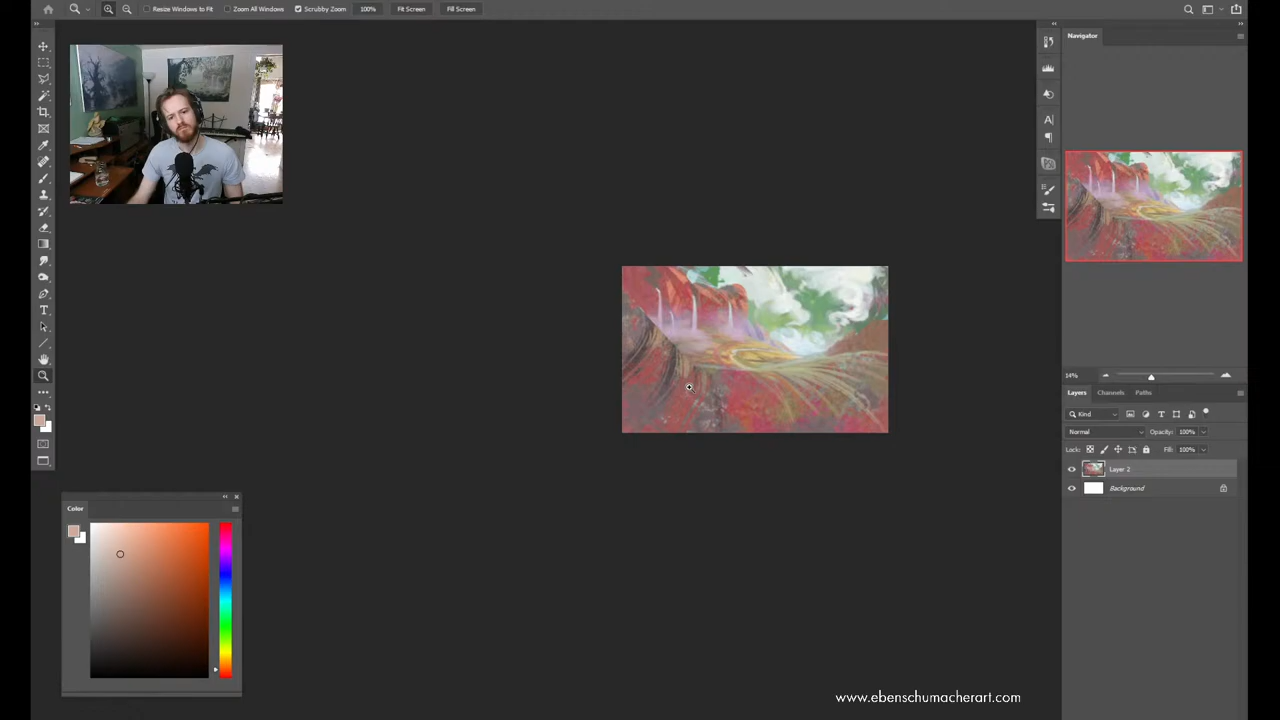 Resize Windows to Fit
Zoom All Windows
Scrubby Zoom
100%
Fit Screen
Fill Screen
Navigator
14%
Layers
Channels
Paths
Kind
Normal
Opacity: 100%
Lock:
Fill: 100%
Layer 2
Background
Color
www.ebenschumacherart.com